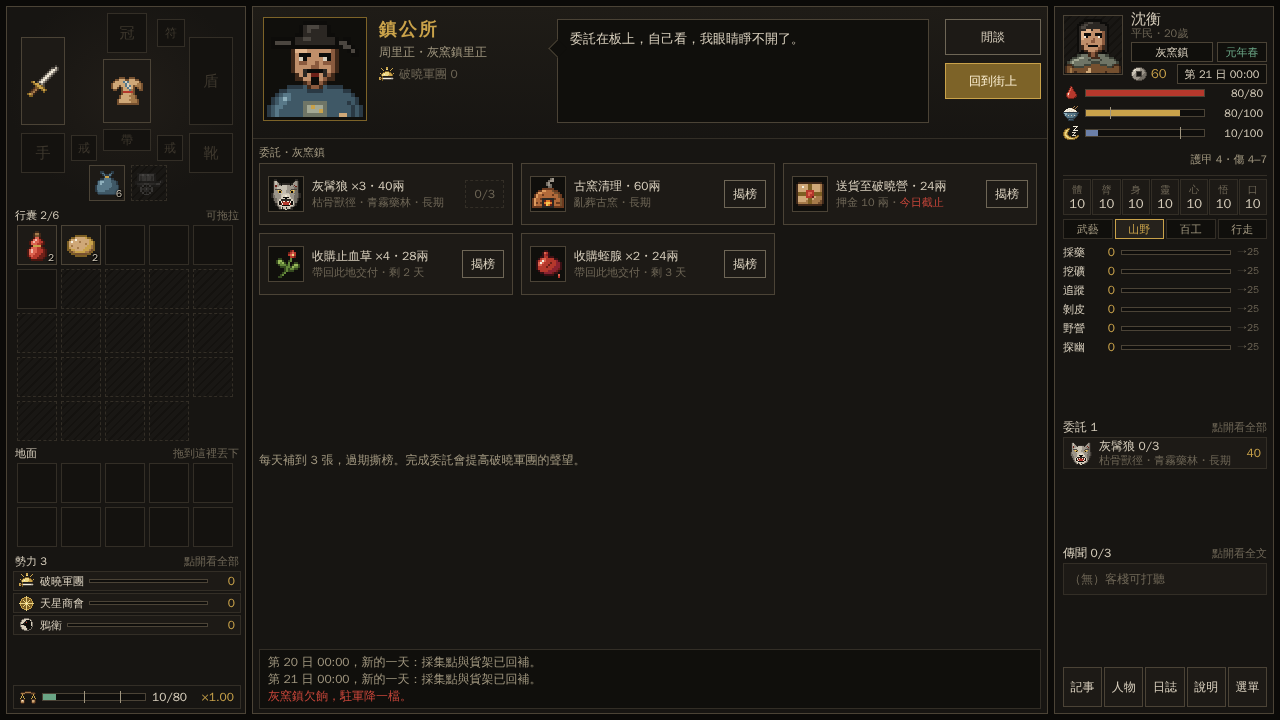 冠
符
盾
手
戒
帶
戒
靴
6
行囊 2/6
可拖拉
2
2
地面
拖到這裡丟下
勢力 3
點開看全部
破曉軍團
0
天星商會
0
鴉衛
0
10/80
×1.00
鎮公所
周里正・灰窯鎮里正
破曉軍團 0
委託在板上，自己看，我眼睛睜不開了。
閒談
回到街上
委託・灰窯鎮
灰髯狼 ×3・40兩
枯骨獸徑・青霧藥林・長期
0/3
古窯清理・60兩
亂葬古窯・長期
揭榜
送貨至破曉營・24兩
押金 10 兩・今日截止
揭榜
收購止血草 ×4・28兩
帶回此地交付・剩 2 天
揭榜
收購蛭腺 ×2・24兩
帶回此地交付・剩 3 天
揭榜
每天補到 3 張，過期撕榜。完成委託會提高破曉軍團的聲望。
第 20 日 00:00，新的一天：採集點與貨架已回補。
第 21 日 00:00，新的一天：採集點與貨架已回補。
灰窯鎮欠餉，駐軍降一檔。
沈衡
平民・20歲
灰窯鎮
元年春
60
第 21 日 00:00
80/80
80/100
10/100
護甲 4・傷 4–7
體
臂
身
靈
心
悟
口
10
10
10
10
10
10
10
武藝
山野
百工
行走
採藥
0
→25
挖礦
0
→25
追蹤
0
→25
剝皮
0
→25
野營
0
→25
探幽
0
→25
委託 1
點開看全部
灰髯狼 0/3
枯骨獸徑・青霧藥林・長期
40
傳聞 0/3
點開看全文
（無）客棧可打聽
記事
人物
日誌
說明
選單